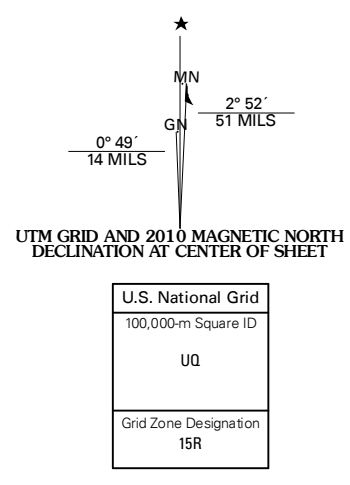 ★
MN
GN
2° 52´
51 MILS
0° 49´
14 MILS
UTM GRID AND 2010 MAGNETIC NORTH
DECLINATION AT CENTER OF SHEET
U.S. National Grid
100,000-m Square ID
UQ
Grid Zone Designation
15R